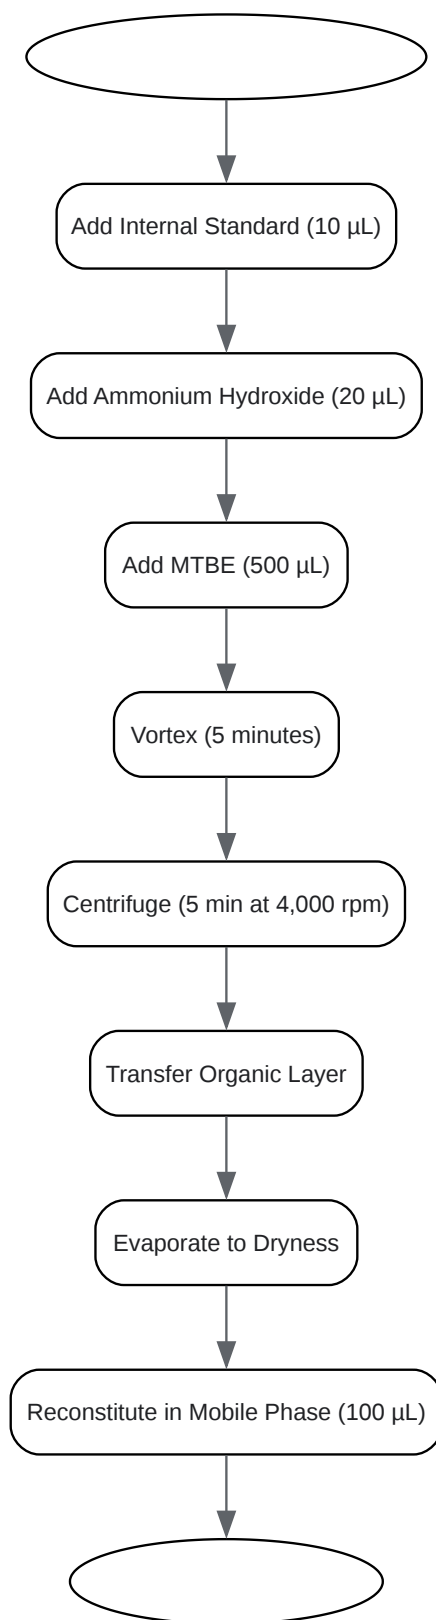 Add Internal Standard (10 µL)
Add Ammonium Hydroxide (20 µL)
Add MTBE (500 µL)
Vortex (5 minutes)
Centrifuge (5 min at 4,000 rpm)
Transfer Organic Layer
Evaporate to Dryness
Reconstitute in Mobile Phase (100 µL)